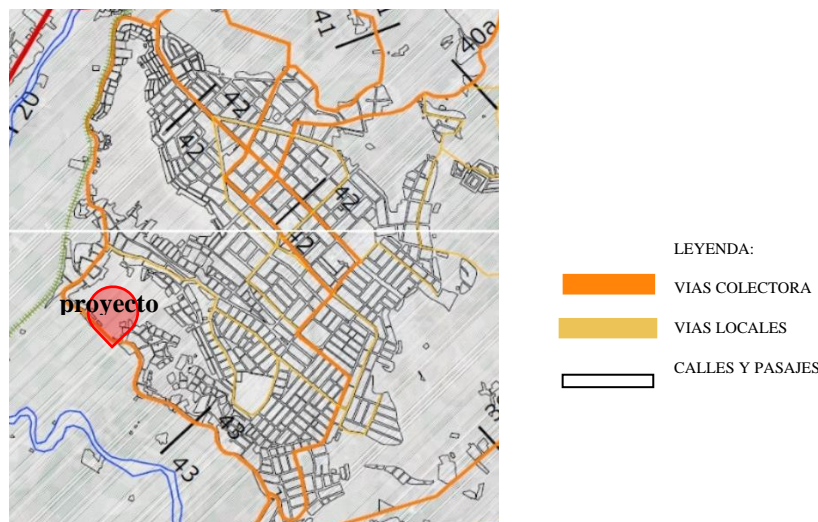 41
40a
20
42
42
42
42
proyecto
43
43
LEYENDA:
VIAS COLECTORA
VIAS LOCALES
CALLES Y PASAJES